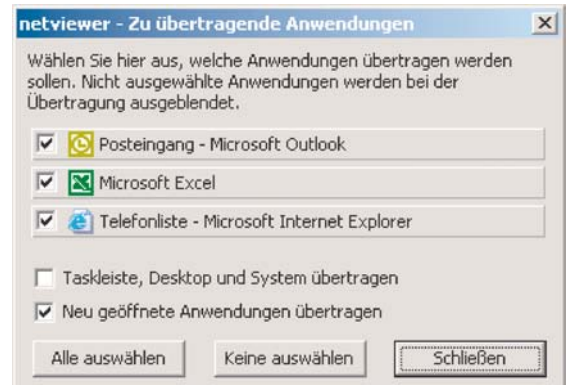 netviewer - Zu übertragende Anwendungen
Wählen Sie hier aus, welche Anwendungen übertragen werden
sollen. Nicht ausgewählte Anwendungen werden bei der
Übertragung ausgeblendet.
Posteingang - Microsoft Outlook
Microsoft Excel
Telefonliste - Microsoft Internet Explorer
Taskleiste, Desktop und System übertragen
Neu geöffnete Anwendungen übertragen
Alle auswählen
Keine auswählen
Schließen